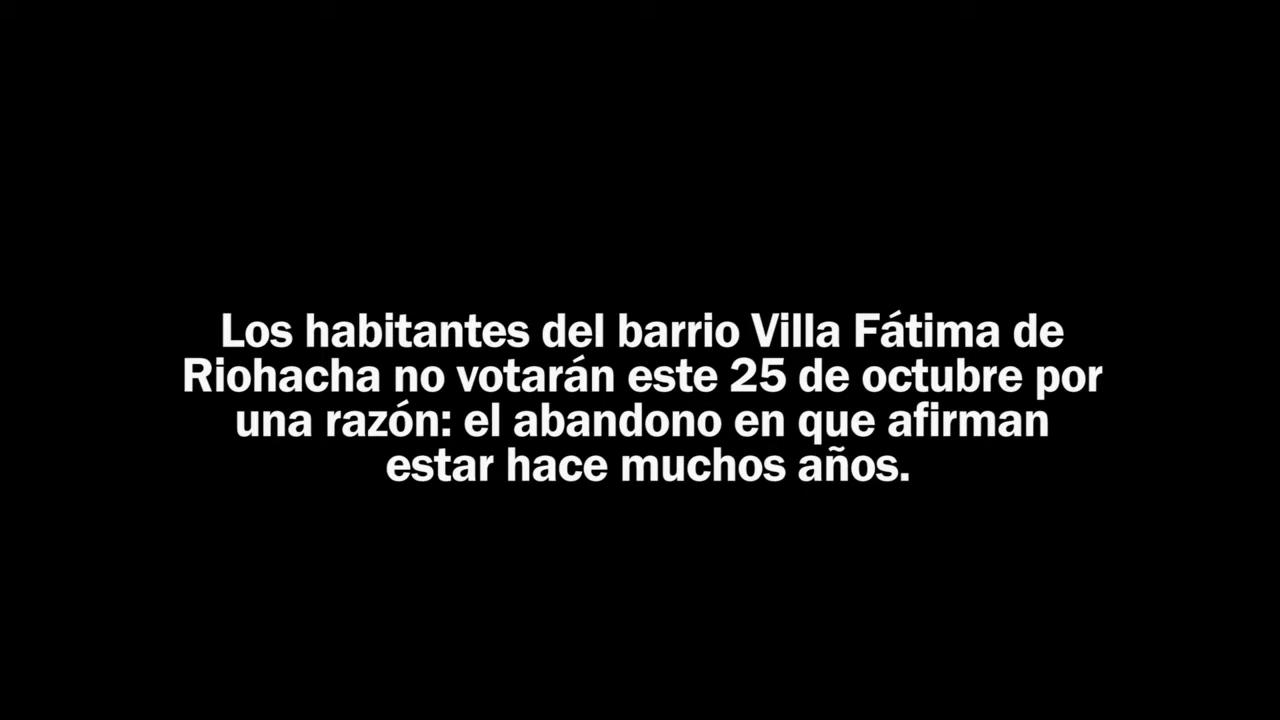 Los habitantes del barrio Villa Fátima de
Riohacha no votarán este 25 de octubre por
una razón: el abandono en que afirman
estar hace muchos años.